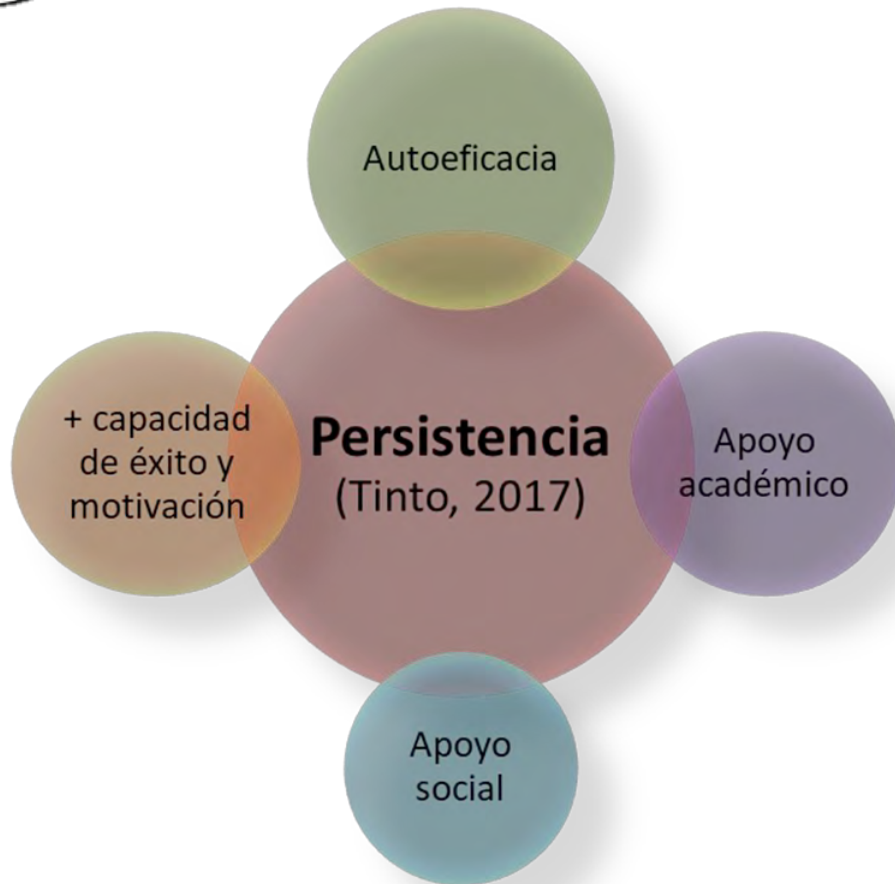 Autoeficacia
+ capacidad
de éxito y
motivación
Persistencia
(Tinto, 2017)
Apoyo
académico
Apoyo
social